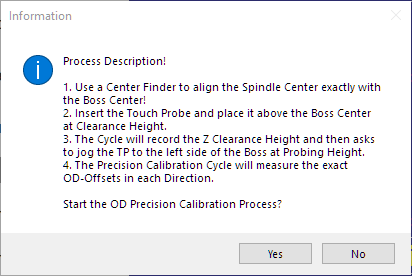 Information
Process Description!
1. Use a Center Finder to align the Spindle Center exactly with
the Boss Center!
2. Insert the Touch Probe and place it above the Boss Center
at Clearance Height.
3. The Cycle will record the Z Clearance Height and then asks
to jog the TP to the left side of the Boss at Probing Height.
4. The Precision Calibration Cycle will measure the exact
OD-Offsets in each Direction.
Start the OD Precision Calibration Process?
Yes
No